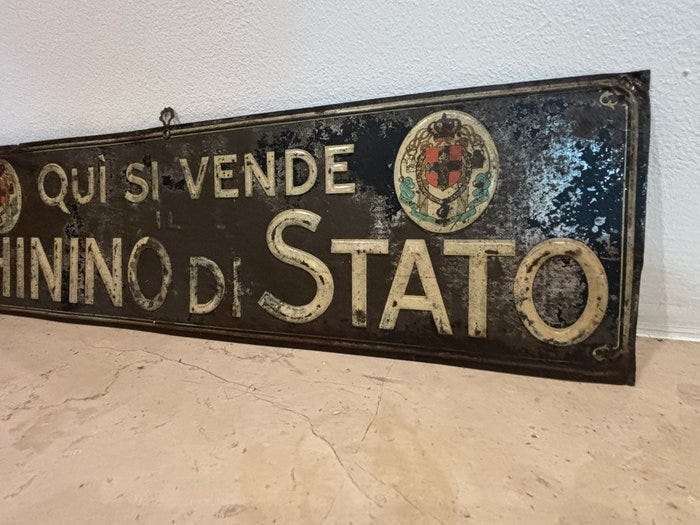 QUÌ SI VENDE
IL
HININO DI STATO